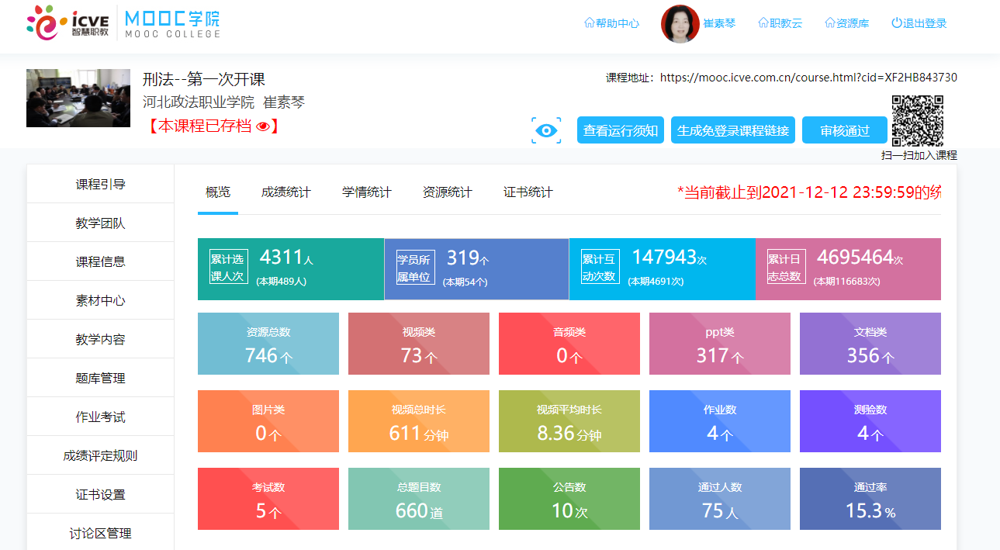 icve
智慧职教
MOOC学院
MOOC COLLEGE
帮助中心 崔素琴 职教云 资源库 退出登录
刑法--第一次开课
课程地址：https://mooc.icve.com.cn/course.html?cid=XF2HB843730
河北政法职业学院 崔素琴
【本课程已存档】
查看运行须知 生成免登录课程链接 审核通过
扫一扫加入课程
课程引导
教学团队
课程信息
素材中心
教学内容
题库管理
作业考试
成绩评定规则
证书设置
讨论区管理
概览 成绩统计 学情统计 资源统计 证书统计 *当前截止到2021-12-12 23:59:59的统
累计选课人次 4311人
(本期489人)
学员所属单位 319个
(本期54个)
累计互动次数 147943次
(本期4691次)
累计日志总数 4695464次
(本期116683次)
资源总数 视频类 音频类 ppt类 文档类
746个 73个 0个 317个 356个
图片类 视频总时长 视频平均时长 作业数 测验数
0个 611分钟 8.36分钟 4个 4个
考试数 总题目数 公告数 通过人数 通过率
5个 660道 10次 75人 15.3%